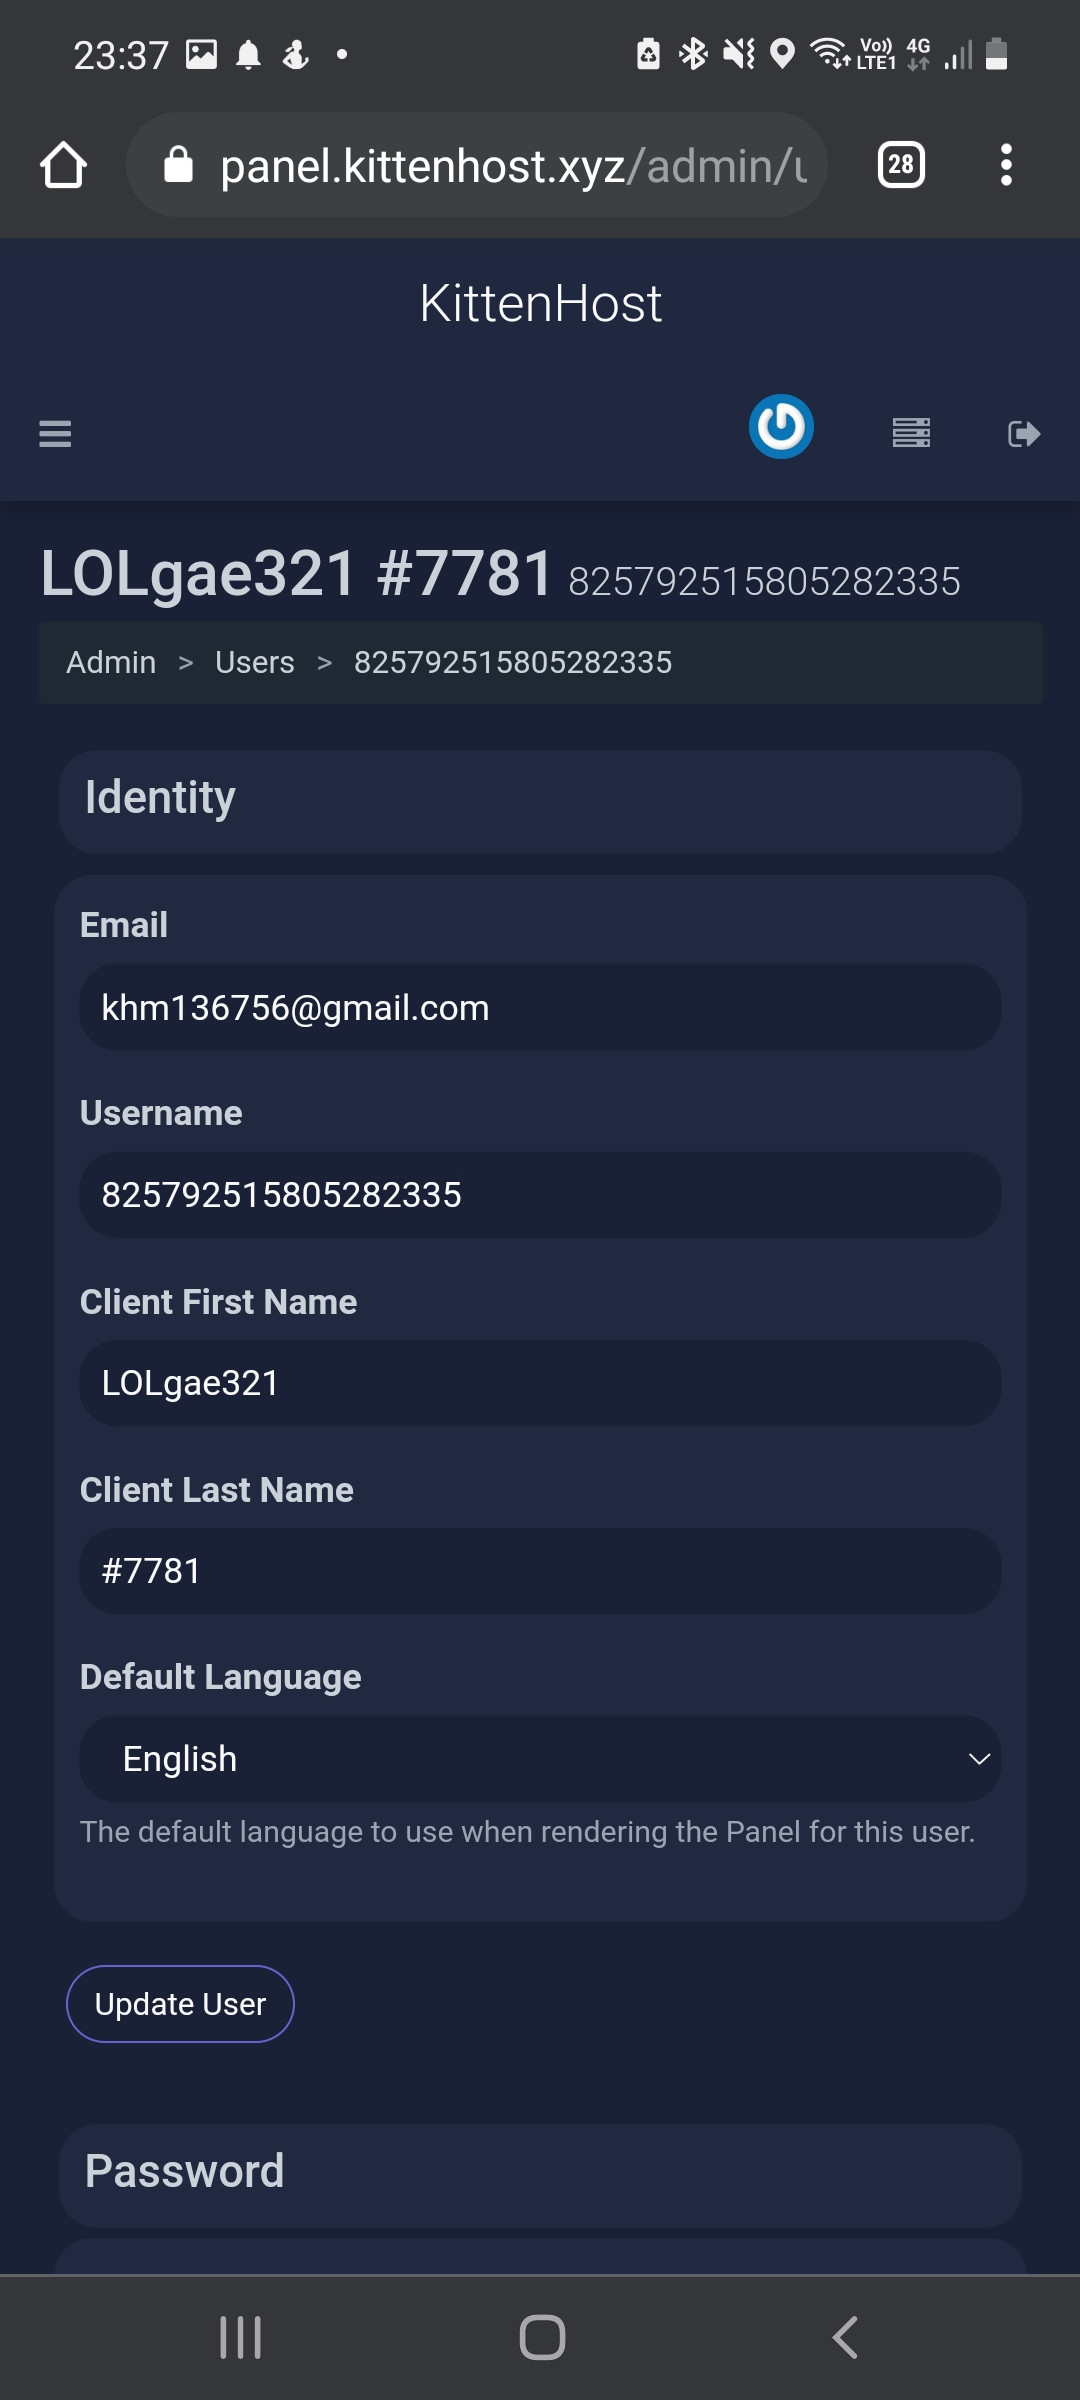 23:37
Vo)) LTE1 4G
panel.kittenhost.xyz/admin/
28
KittenHost
LOLgae321 #7781 825792515805282335
Admin > Users > 825792515805282335
Identity
Email
khm136756@gmail.com
Username
825792515805282335
Client First Name
LOLgae321
Client Last Name
#7781
Default Language
English
The default language to use when rendering the Panel for this user.
Update User
Password